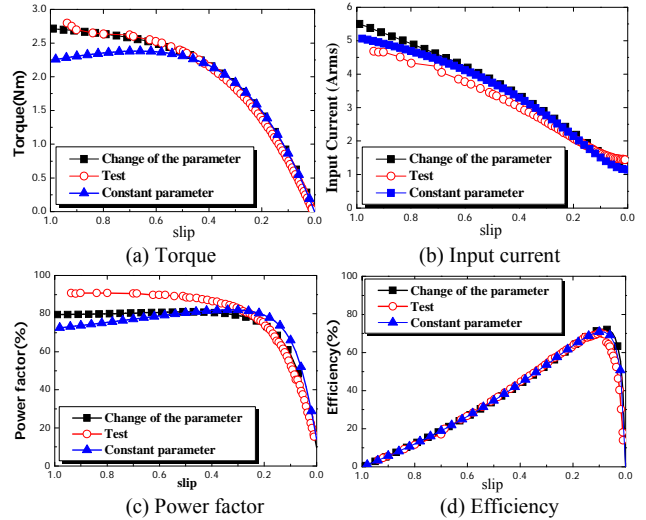 3.0
2.5
2.0
1.5
1.0
0.5
0.0
Torque(Nm)
Change of the parameter
Test
Constant parameter
1.0 0.8 0.6 0.4 0.2 0.0
slip
(a) Torque
6
5
4
3
2
1
0
Input Current (Arms)
Change of the parameter
Test
Constant parameter
1.0 0.8 0.6 0.4 0.2 0.0
slip
(b) Input current
100
80
60
40
20
0
Power factor(%)
Change of the parameter
Test
Constant parameter
1.0 0.8 0.6 0.4 0.2 0.0
slip
(c) Power factor
100
80
60
40
20
0
Efficiency(%)
Change of the parameter
Test
Constant parameter
1.0 0.8 0.6 0.4 0.2 0.0
slip
(d) Efficiency